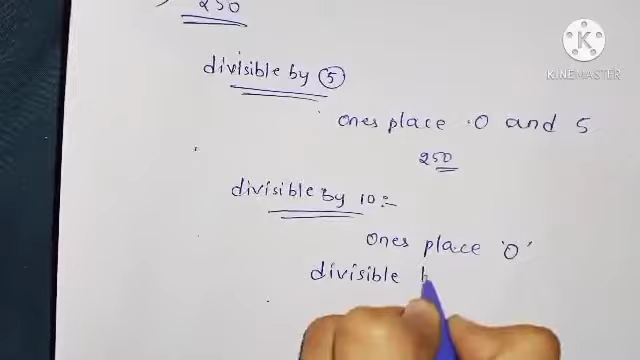 250
divisible by 5
ones place 0 and 5
250
divisible by 10:-
Ones place '0'
divisible b
KINEMASTER